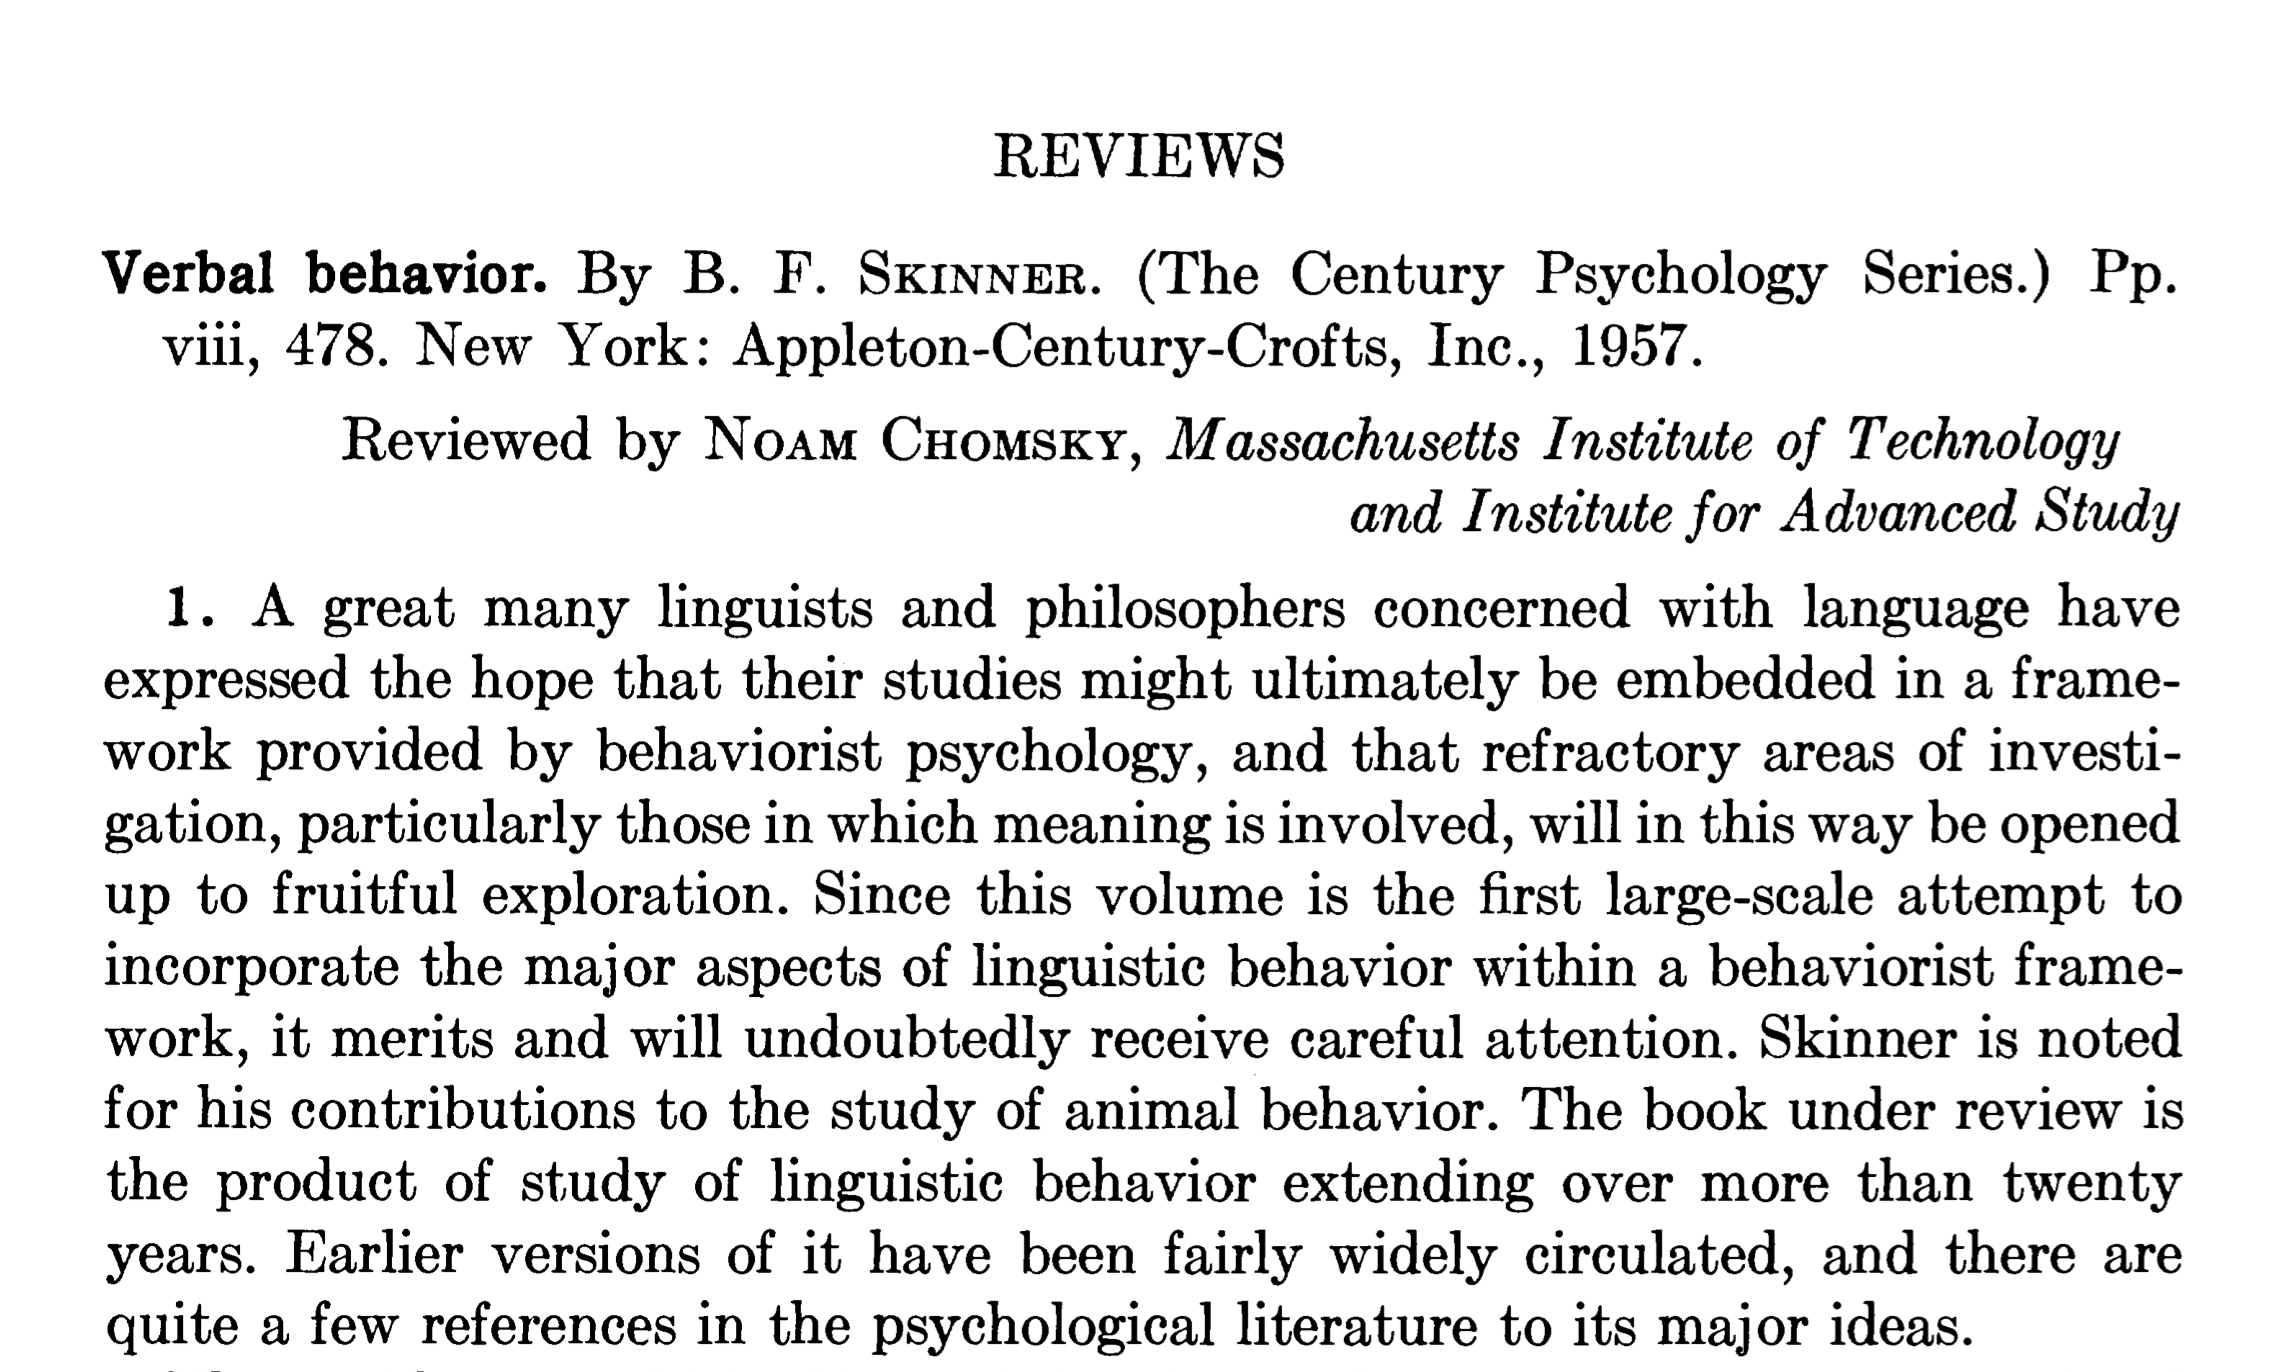 REVIEWS
Verbal behavior. By B. F. SKINNER. (The Century Psychology Series.) Pp.
viii, 478. New York: Appleton-Century-Crofts, Inc., 1957.
Reviewed by NOAM CHOMSKY, Massachusetts Institute of Technology
and Institute for Advanced Study
1. A great many linguists and philosophers concerned with language have
expressed the hope that their studies might ultimately be embedded in a frame-
work provided by behaviorist psychology, and that refractory areas of investi-
gation, particularly those in which meaning is involved, will in this way be opened
up to fruitful exploration. Since this volume is the first large-scale attempt to
incorporate the major aspects of linguistic behavior within a behaviorist frame-
work, it merits and will undoubtedly receive careful attention. Skinner is noted
for his contributions to the study of animal behavior. The book under review is
the product of study of linguistic behavior extending over more than twenty
years. Earlier versions of it have been fairly widely circulated, and there are
quite a few references in the psychological literature to its major ideas.